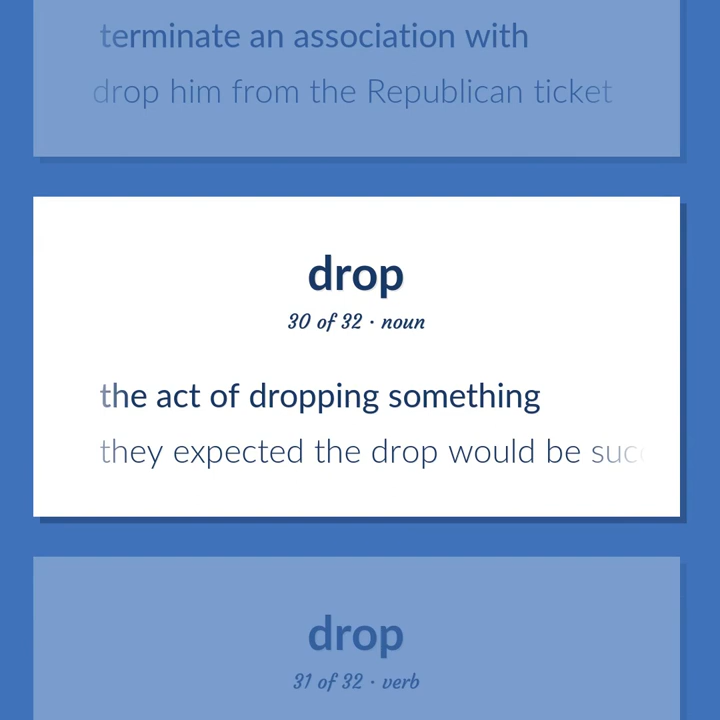 terminate an association with
drop him from the Republican ticket
drop
30 of 32 · noun
the act of dropping something
they expected the drop would be
drop
31 of 32 · verb